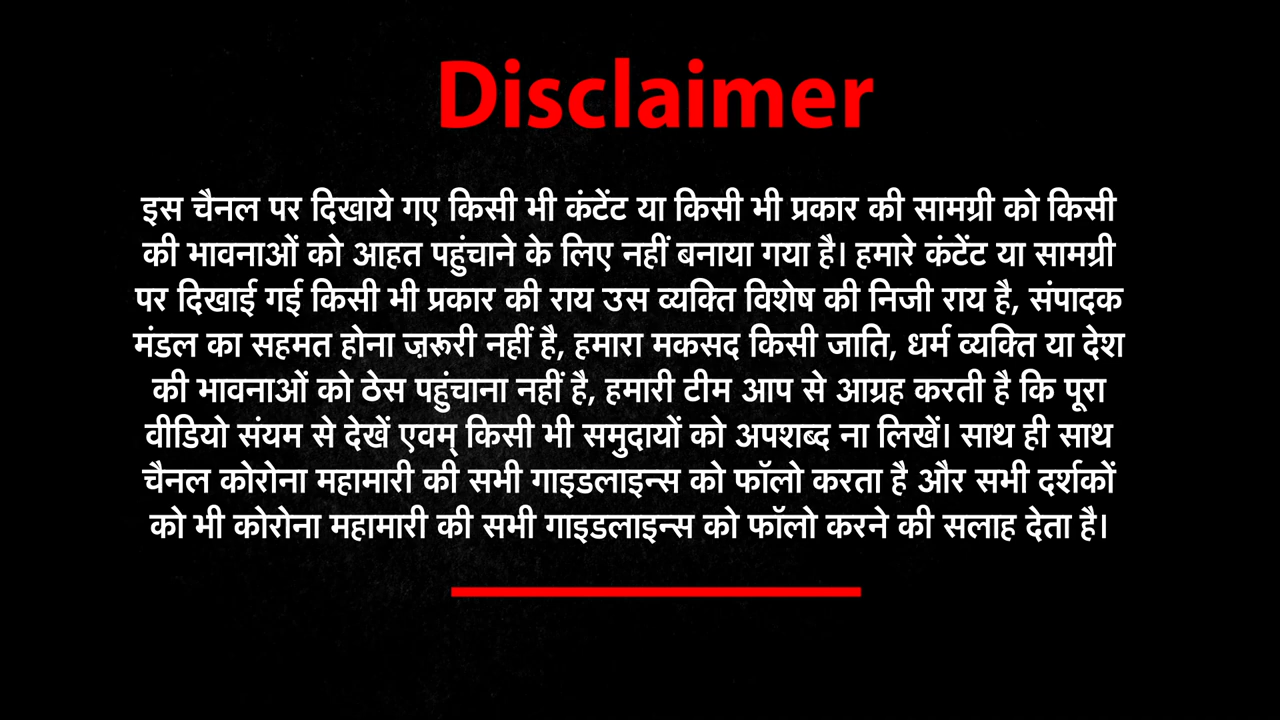 Disclaimer
इस चैनल पर दिखाये गए किसी भी कंटेंट या किसी भी प्रकार की सामग्री को किसी
की भावनाओं को आहत पहुंचाने के लिए नहीं बनाया गया है। हमारे कंटेंट या सामग्री
पर दिखाई गई किसी भी प्रकार की राय उस व्यक्ति विशेष की निजी राय है, संपादक
मंडल का सहमत होना ज़रूरी नहीं है, हमारा मकसद किसी जाति, धर्म व्यक्ति या देश
की भावनाओं को ठेस पहुंचाना नहीं है, हमारी टीम आप से आग्रह करती है कि पूरा
वीडियो संयम से देखें एवम् किसी भी समुदायों को अपशब्द ना लिखें। साथ ही साथ
चैनल कोरोना महामारी की सभी गाइडलाइन्स को फॉलो करता है और सभी दर्शकों
को भी कोरोना महामारी की सभी गाइडलाइन्स को फॉलो करने की सलाह देता है।